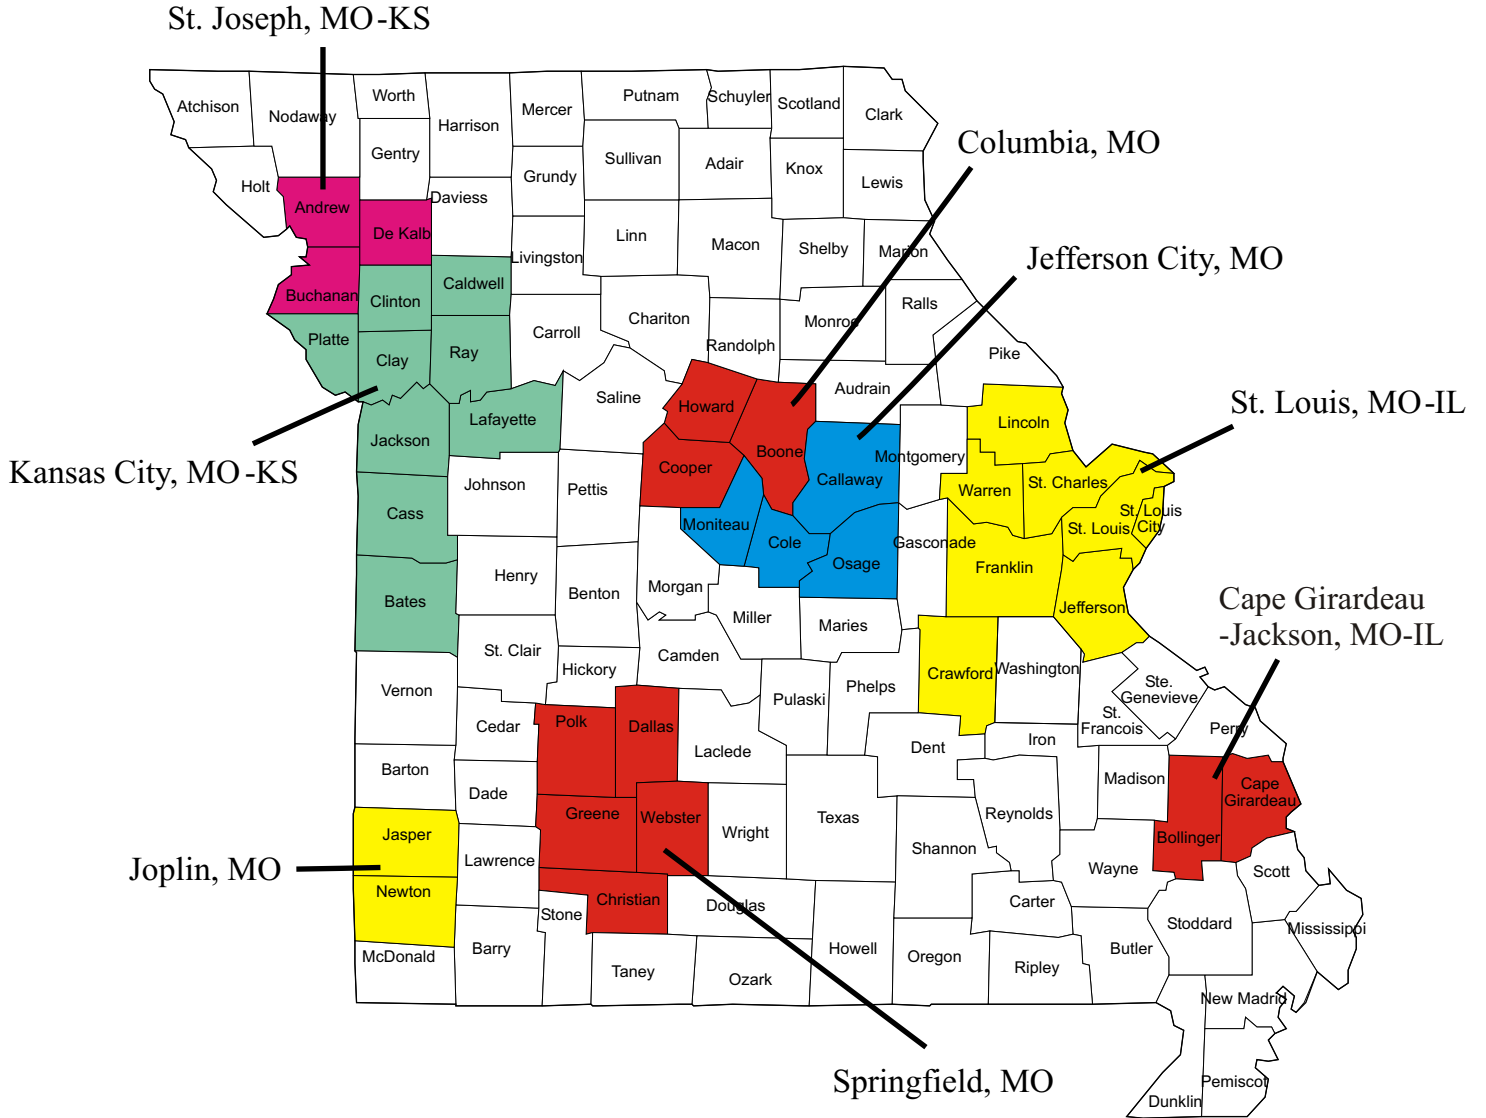 St. Joseph, MO-KS
Atchison
Nodaway
Worth
Harrison
Mercer
Putnam
Schuyler
Scotland
Clark
Gentry
Holt
Daviess
Grundy
Sullivan
Adair
Knox
Lewis
Columbia, MO
Andrew
De Kalb
Livingston
Linn
Macon
Shelby
Marion
Jefferson City, MO
Buchanan
Clinton
Caldwell
Carroll
Chariton
Randolph
Monroe
Ralls
Platte
Clay
Ray
Pike
Saline
Howard
Audrain
St. Louis, MO-IL
Kansas City, MO-KS
Jackson
Lafayette
Cooper
Boone
Callaway
Montgomery
Lincoln
Johnson
Pettis
Warren
St. Charles
Cass
Moniteau
Cole
Osage
Gasconade
Franklin
St. Louis
St. Louis
City
Jefferson
Bates
Henry
Benton
Morgan
Miller
Maries
Cape Girardeau
-Jackson, MO-IL
St. Clair
Hickory
Camden
Pulaski
Phelps
Crawford
Washington
Ste.
Genevieve
St.
Francois
Perry
Vernon
Cedar
Polk
Dallas
Laclede
Dent
Iron
Barton
Dade
Greene
Webster
Wright
Texas
Reynolds
Madison
Bollinger
Cape
Girardeau
Joplin, MO
Jasper
Newton
Lawrence
Christian
Douglas
Shannon
Wayne
Scott
Stone
Carter
Stoddard
Mississippi
McDonald
Barry
Taney
Ozark
Howell
Oregon
Ripley
Butler
New Madrid
Springfield, MO
Dunklin
Pemiscot